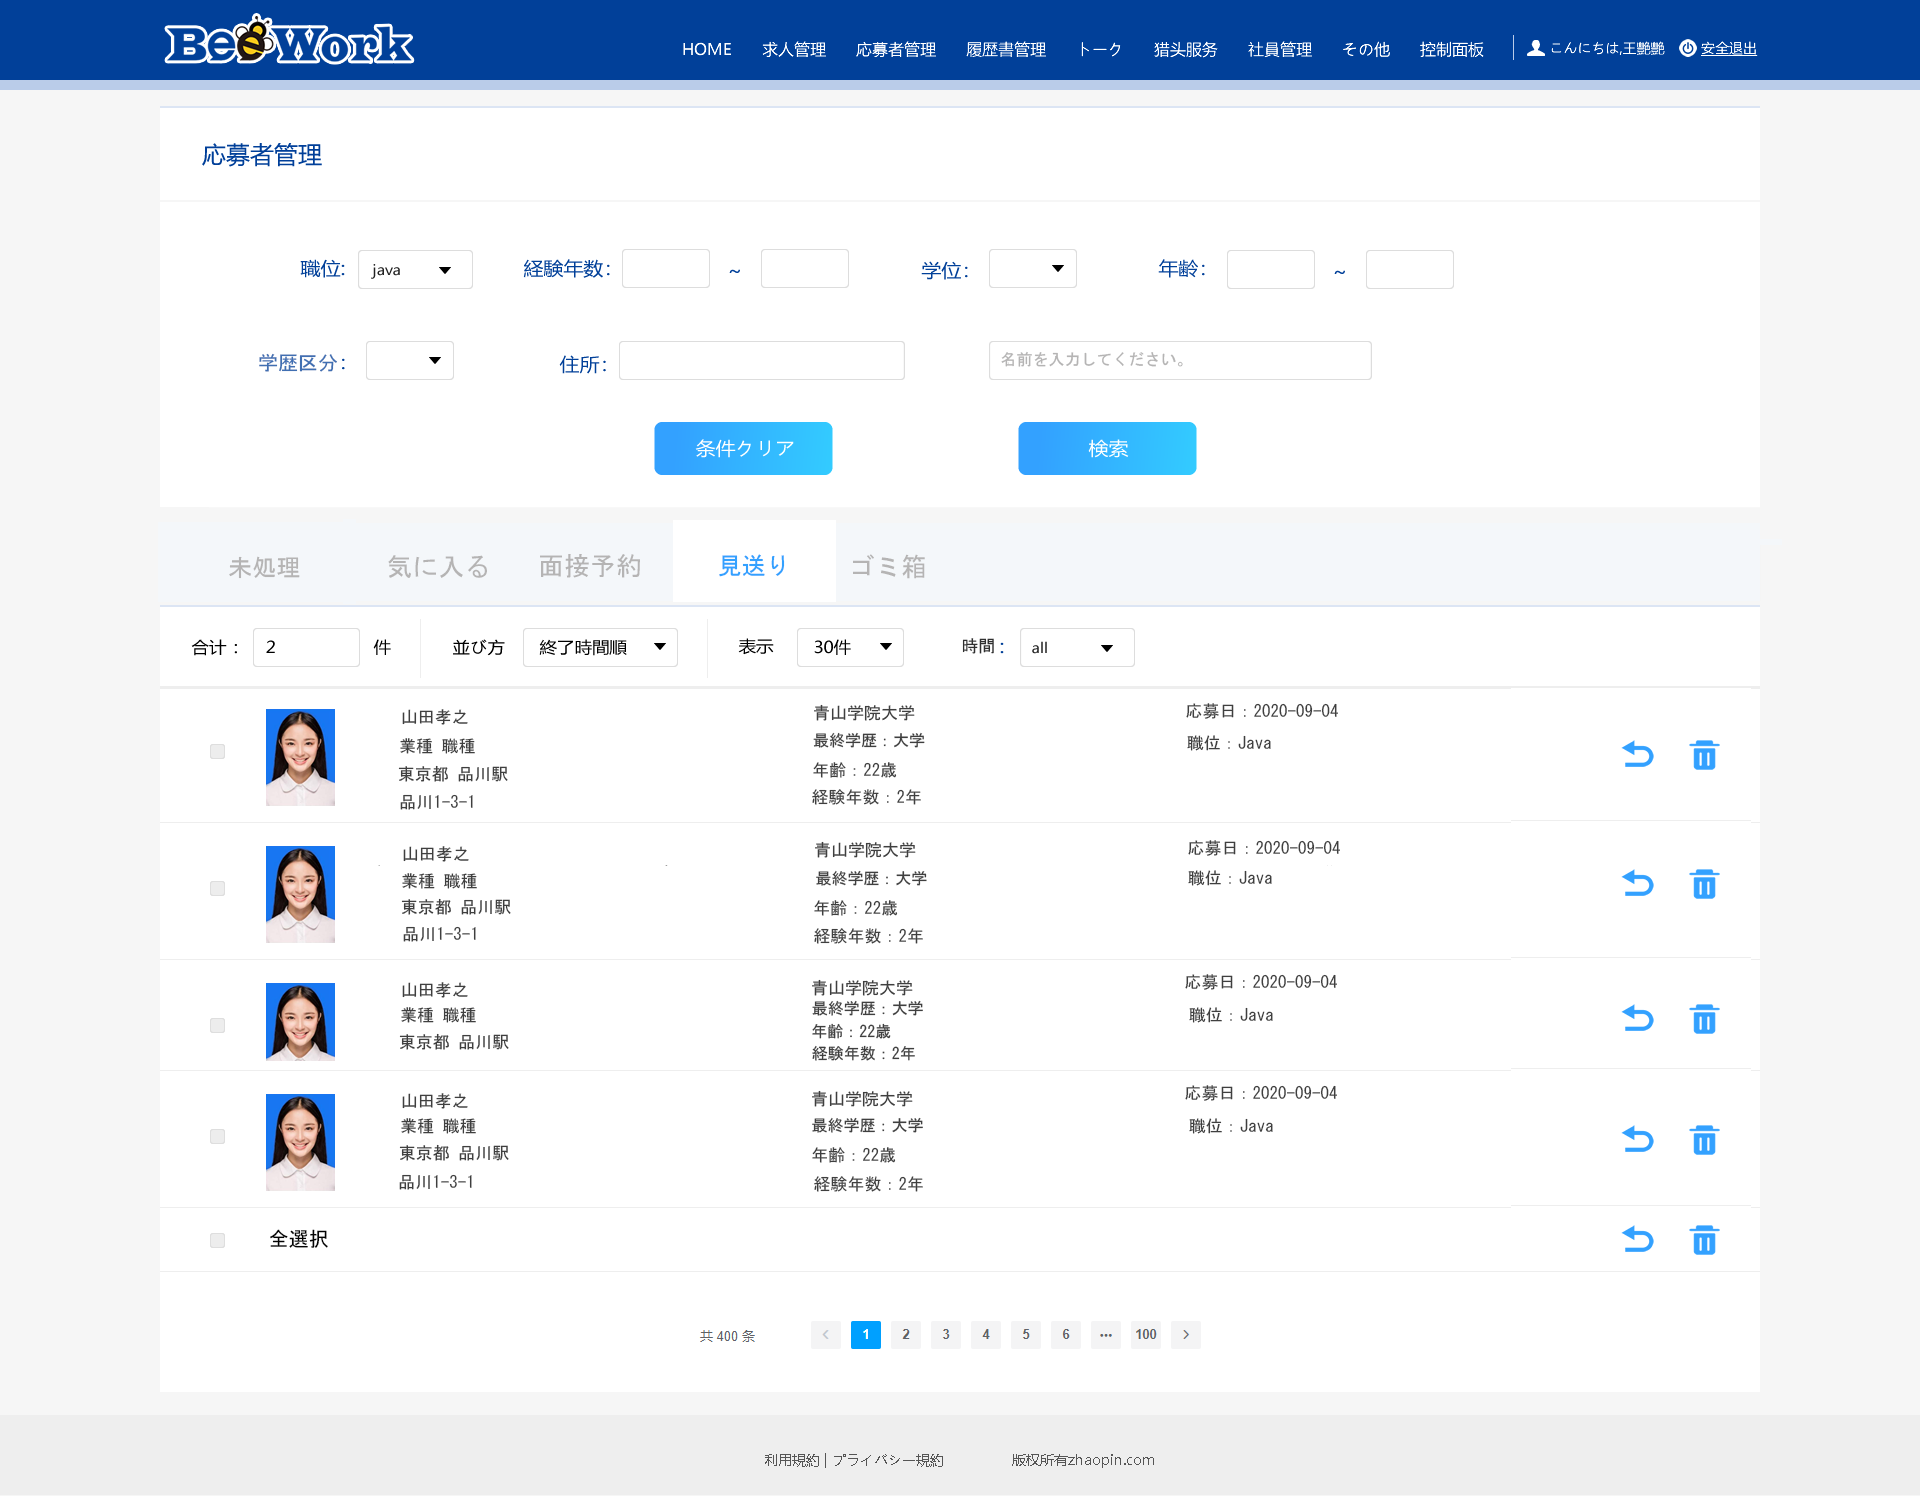 BeeWork
HOME 求人管理 応募者管理 履歴書管理 トーク 猎头服务 社員管理 その他 控制面板 こんにちは,王艷艷 安全退出
応募者管理
職位: java 経験年数: ~ 学位: 年齢: ~
学歴区分: 住所: 名前を入力してください。
条件クリア 検索
未処理 気に入る 面接予約 見送り ゴミ箱
合计： 2 件 並び方 終了時間順 表示 30件 時間： all
山田孝之
業種 職種
東京都 品川駅
品川1-3-1
青山学院大学
最終学歴：大学
年齢：22歳
経験年数：2年
応募日：2020-09-04
職位：Java
山田孝之
業種 職種
東京都 品川駅
品川1-3-1
青山学院大学
最終学歴：大学
年齢：22歳
経験年数：2年
応募日：2020-09-04
職位：Java
山田孝之
業種 職種
東京都 品川駅
青山学院大学
最終学歴：大学
年齢：22歳
経験年数：2年
応募日：2020-09-04
職位：Java
山田孝之
業種 職種
東京都 品川駅
品川1-3-1
青山学院大学
最終学歴：大学
年齢：22歳
経験年数：2年
応募日：2020-09-04
職位：Java
全選択
共 400 条 < 1 2 3 4 5 6 ••• 100 >
利用規約 | プライバシー規約 版权所有zhaopin.com